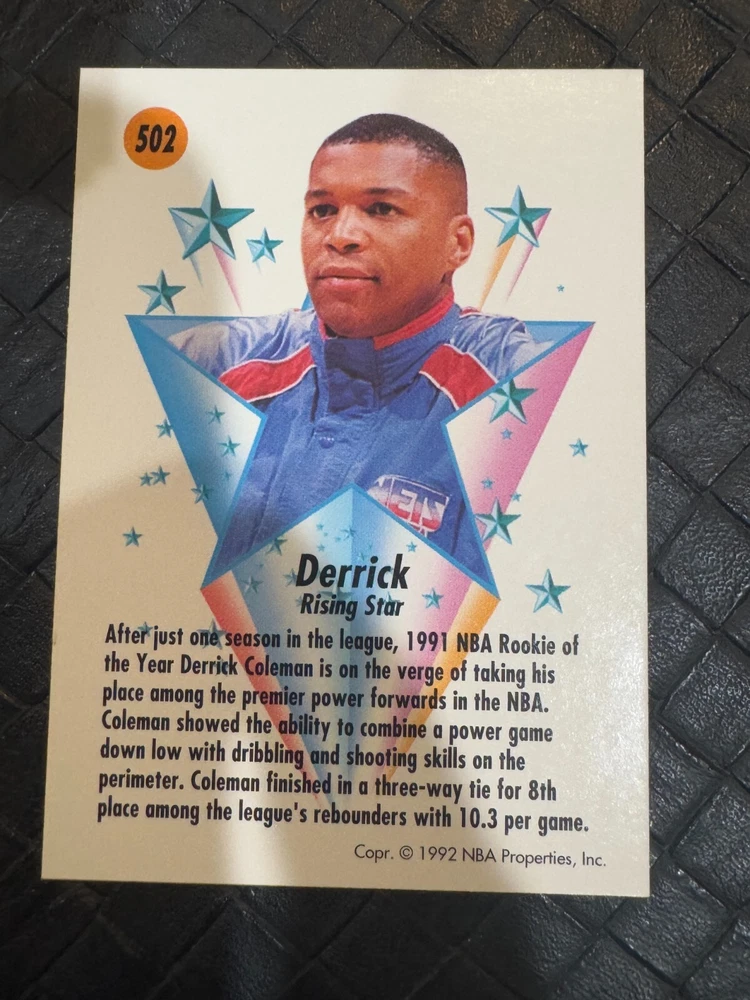 502
NETS
Derrick
Rising Star
After just one season in the league, 1991 NBA Rookie of
the Year Derrick Coleman is on the verge of taking his
place among the premier power forwards in the NBA.
Coleman showed the ability to combine a power game
down low with dribbling and shooting skills on the
perimeter. Coleman finished in a three-way tie for 8th
place among the league's rebounders with 10.3 per game.
Copr. © 1992 NBA Properties, Inc.